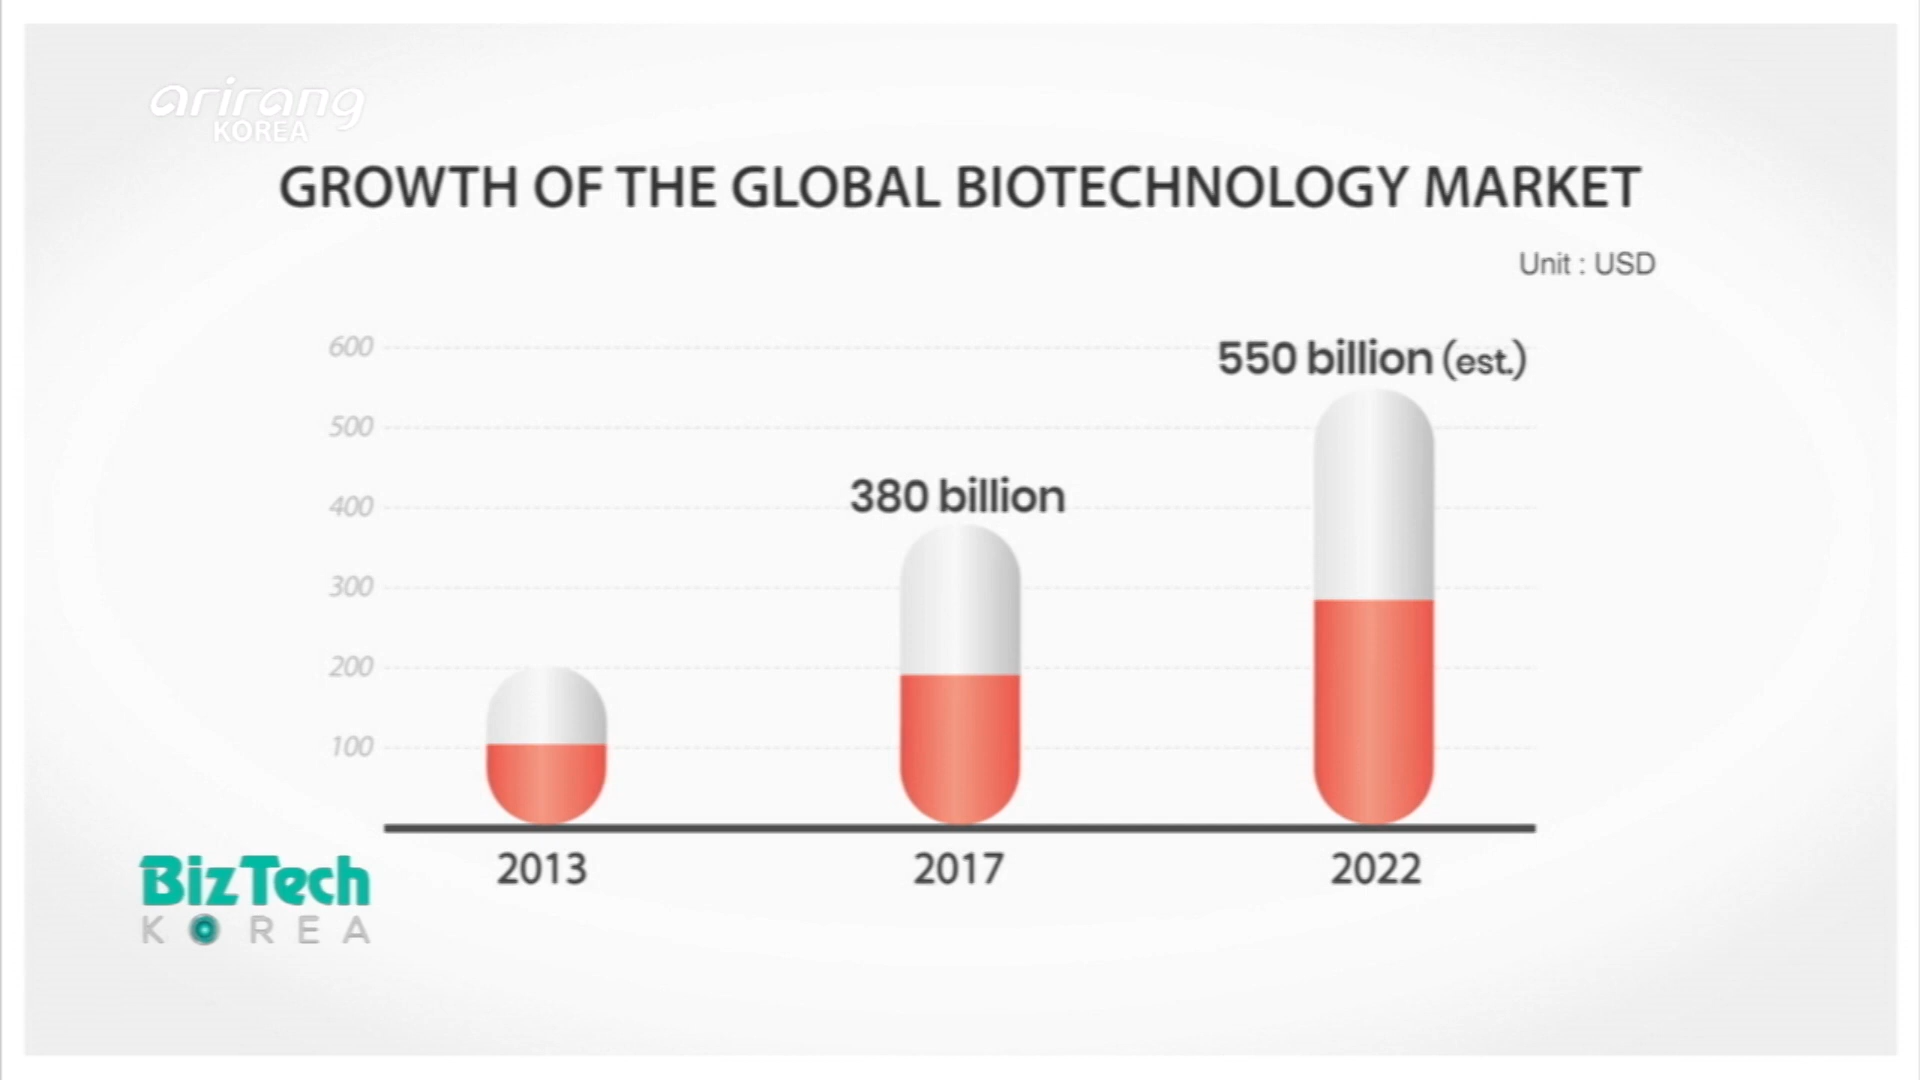 arirang
KOREA
GROWTH OF THE GLOBAL BIOTECHNOLOGY MARKET
Unit : USD
600
550 billion (est.)
500
400
380 billion
300
200
100
2013
2017
2022
BizTech
KOREA